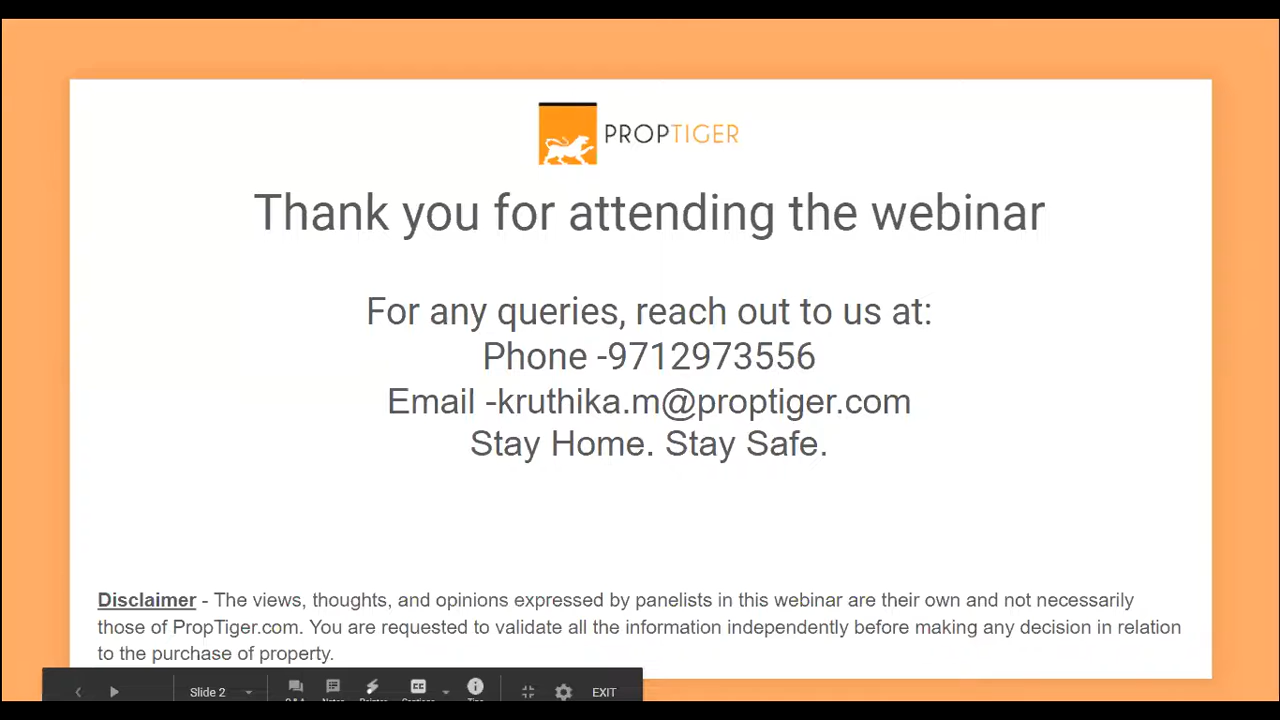 PROPTIGER
Thank you for attending the webinar
For any queries, reach out to us at:
Phone -9712973556
Email -kruthika.m@proptiger.com
Stay Home. Stay Safe.
Disclaimer - The views, thoughts, and opinions expressed by panelists in this webinar are their own and not necessarily
those of PropTiger.com. You are requested to validate all the information independently before making any decision in relation
to the purchase of property.
Slide 2
CC
EXIT